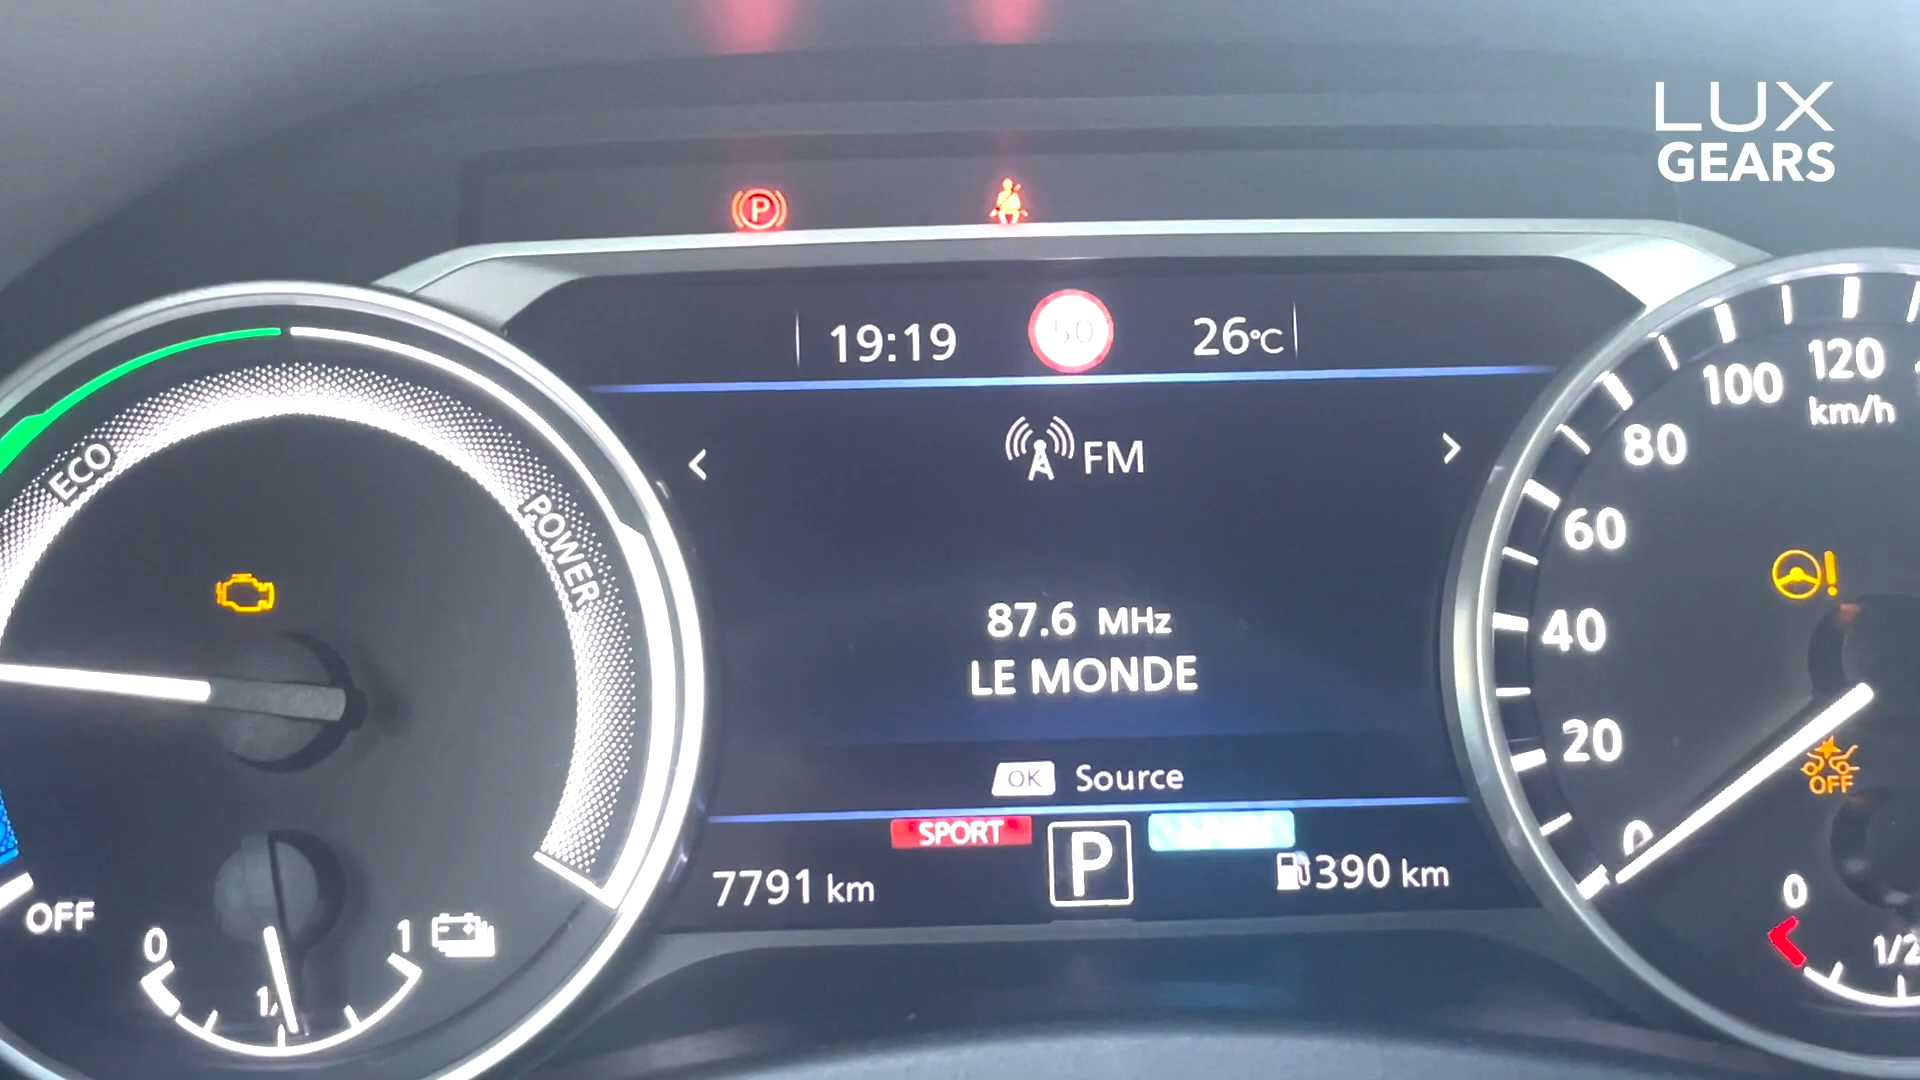 LUX
GEARS
P
19:19
50
26°C
FM
ECO
POWER
87.6 MHz
LE MONDE
OK Source
SPORT
P
7791 km
390 km
OFF
0
1
120
100
km/h
80
60
40
20
0
OFF
0
1/2